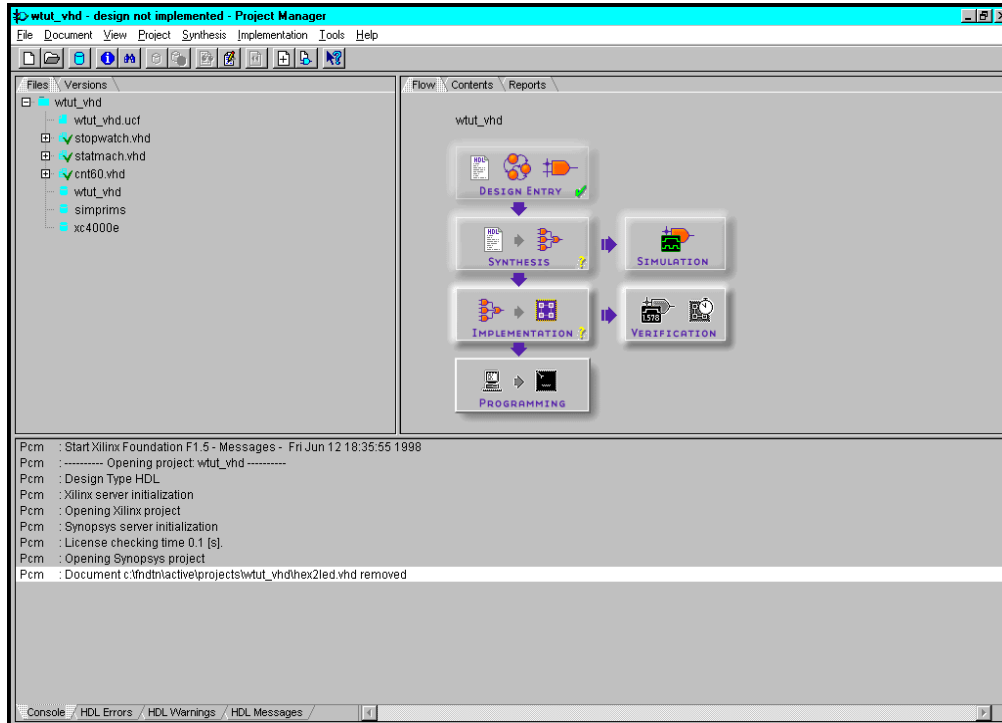 wtut_vhd - design not implemented - Project Manager
File Document View Project Synthesis Implementation Tools Help
Files Versions
wtut_vhd
wtut_vhd.ucf
stopwatch.vhd
statmach.vhd
cnt60.vhd
wtut_vhd
simprims
xc4000e
Flow Contents Reports
wtut_vhd
HDL
DESIGN ENTRY
HDL
SYNTHESIS ?
SIMULATION
IMPLEMENTATION ?
1.578
VERIFICATION
PROGRAMMING
Pcm : Start Xilinx Foundation F1.5 - Messages - Fri Jun 12 18:35:55 1998
Pcm : ---------- Opening project: wtut_vhd ----------
Pcm : Design Type HDL
Pcm : Xilinx server initialization
Pcm : Opening Xilinx project
Pcm : Synopsys server initialization
Pcm : License checking time 0.1 [s].
Pcm : Opening Synopsys project
Pcm : Document c:\fndtn\active\projects\wtut_vhd\hex2led.vhd removed
Console HDL Errors HDL Warnings HDL Messages